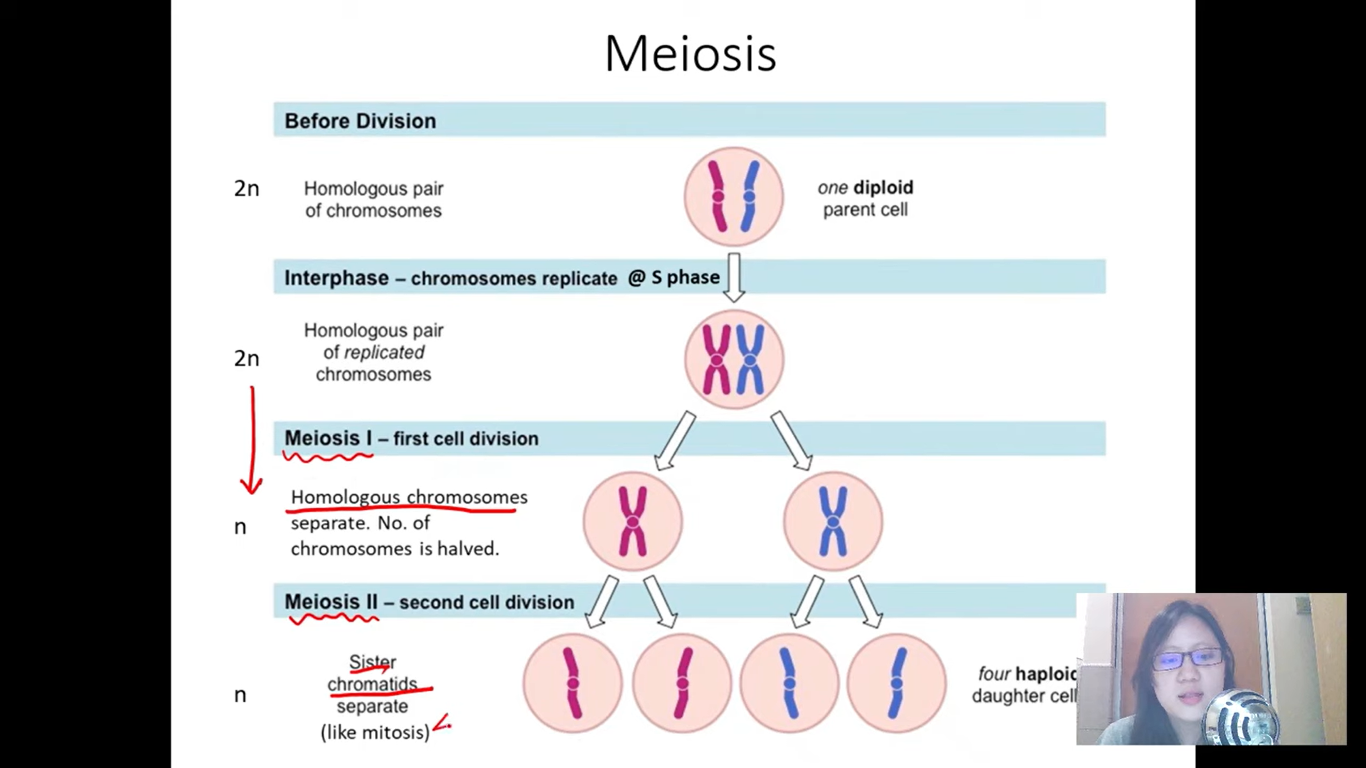 Meiosis
Before Division
2n
Homologous pair
of chromosomes
one diploid
parent cell
Interphase – chromosomes replicate @ S phase
2n
Homologous pair
of replicated
chromosomes
Meiosis I – first cell division
n
Homologous chromosomes
separate. No. of
chromosomes is halved.
Meiosis II – second cell division
n
Sister
chromatids
separate
(like mitosis)
four haploid
daughter cell